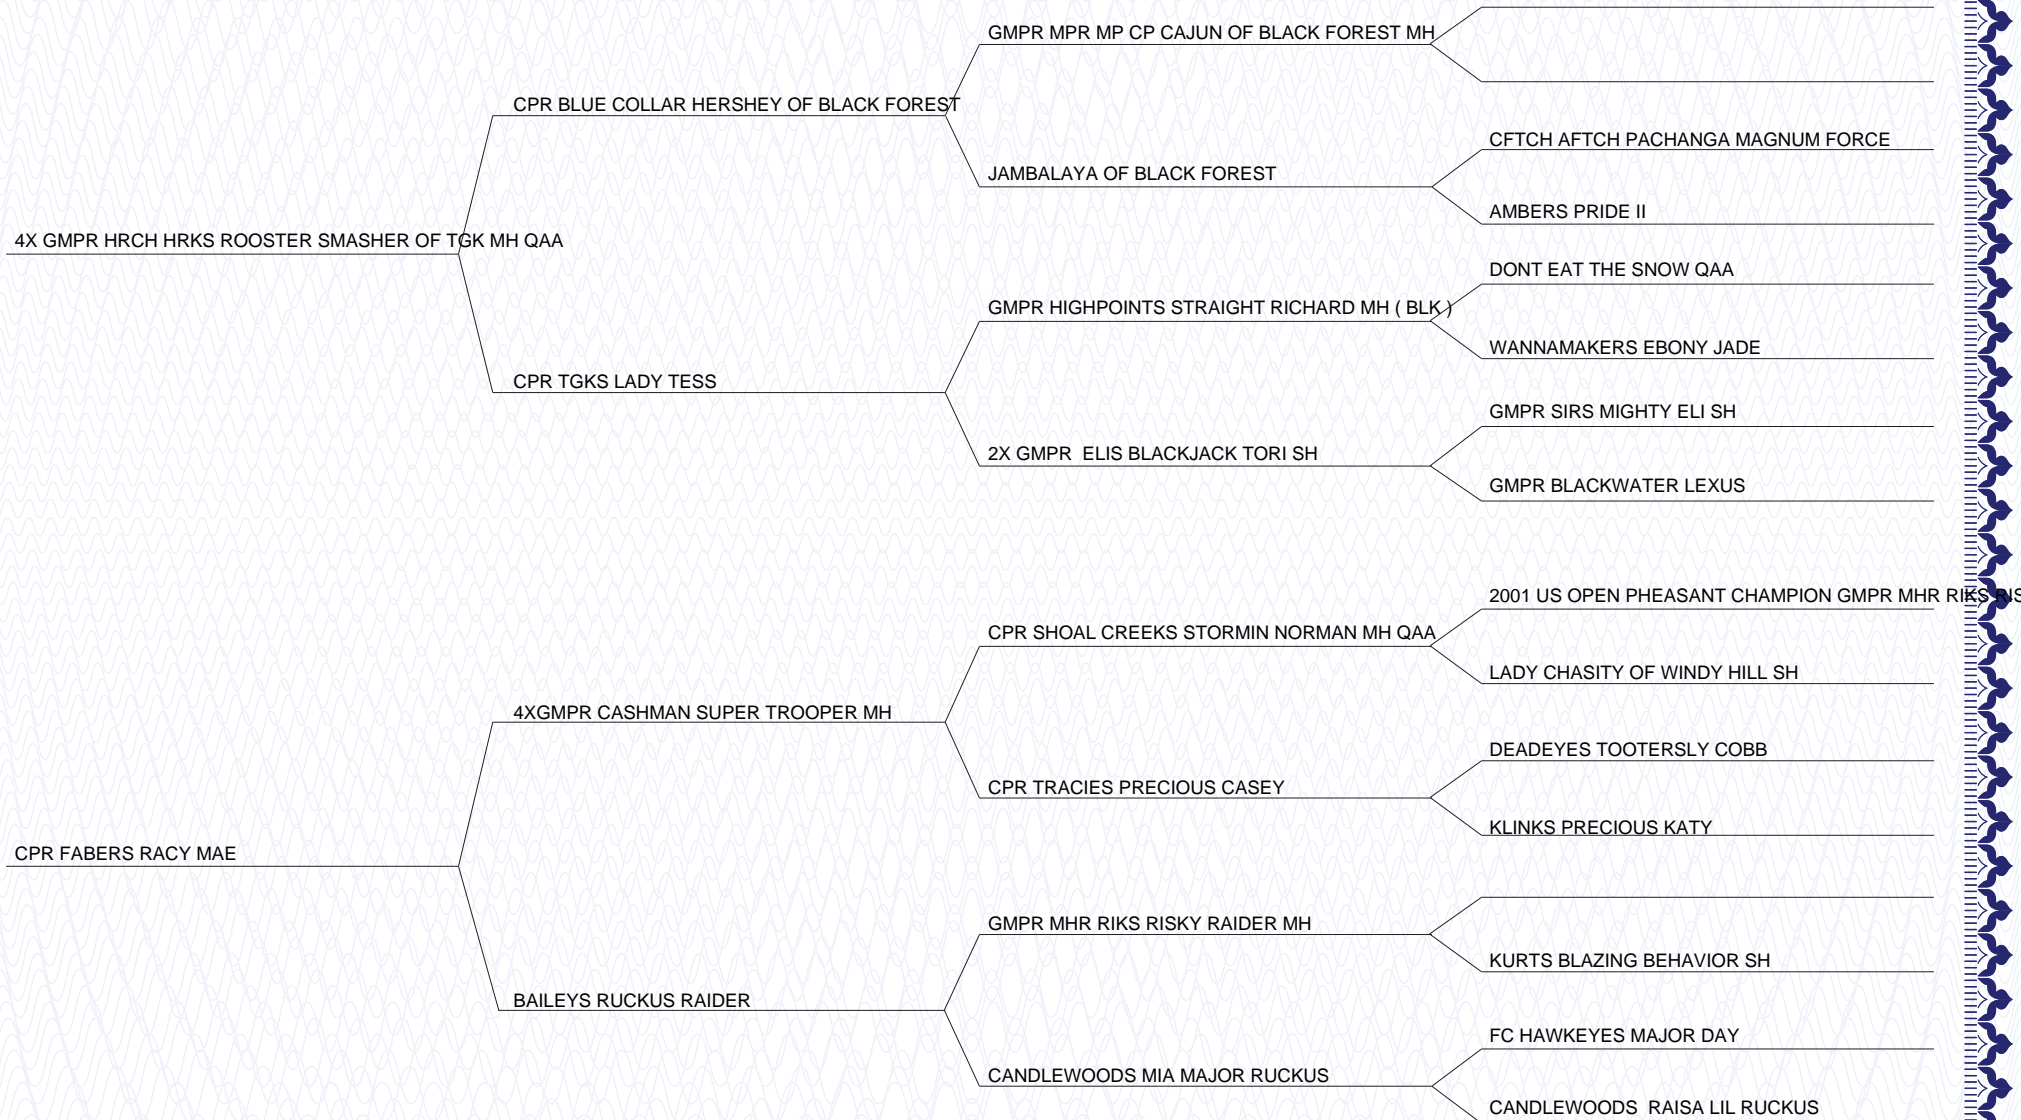 GMPR MPR MP CP CAJUN OF BLACK FOREST MH
CPR BLUE COLLAR HERSHEY OF BLACK FOREST
CFTCH AFTCH PACHANGA MAGNUM FORCE
JAMBALAYA OF BLACK FOREST
AMBERS PRIDE II
4X GMPR HRCH HRKS ROOSTER SMASHER OF TGK MH QAA
DONT EAT THE SNOW QAA
GMPR HIGHPOINTS STRAIGHT RICHARD MH ( BLK )
WANNAMAKERS EBONY JADE
CPR TGKS LADY TESS
GMPR SIRS MIGHTY ELI SH
2X GMPR  ELIS BLACKJACK TORI SH
GMPR BLACKWATER LEXUS
2001 US OPEN PHEASANT CHAMPION GMPR MHR RIKS RIS
CPR SHOAL CREEKS STORMIN NORMAN MH QAA
LADY CHASITY OF WINDY HILL SH
4XGMPR CASHMAN SUPER TROOPER MH
DEADEYES TOOTERSLY COBB
CPR TRACIES PRECIOUS CASEY
KLINKS PRECIOUS KATY
CPR FABERS RACY MAE
GMPR MHR RIKS RISKY RAIDER MH
KURTS BLAZING BEHAVIOR SH
BAILEYS RUCKUS RAIDER
FC HAWKEYES MAJOR DAY
CANDLEWOODS MIA MAJOR RUCKUS
CANDLEWOODS  RAISA LIL RUCKUS